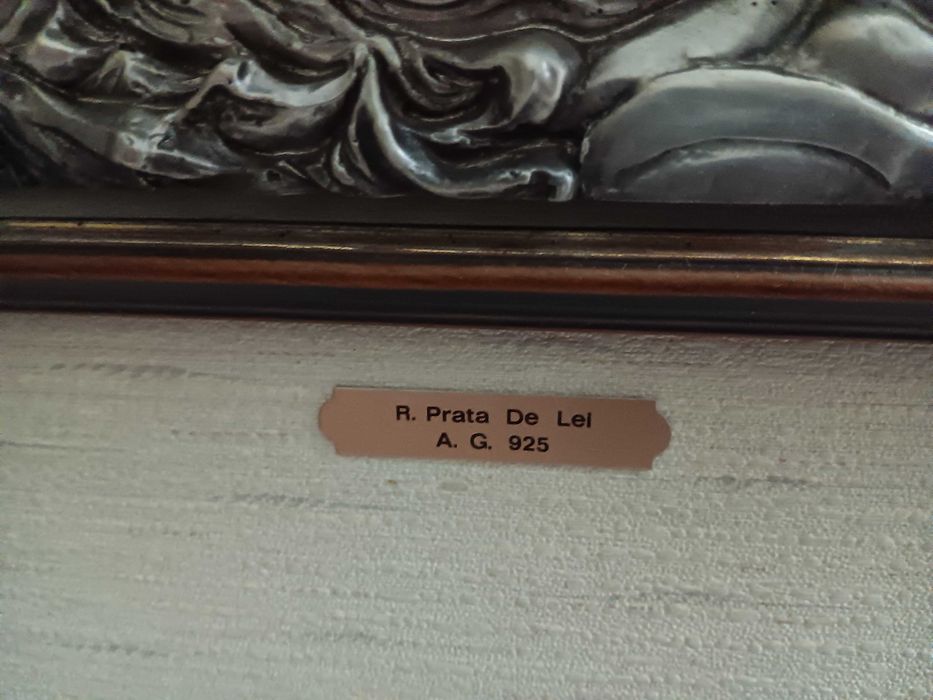 R. Prata De Lei
A. G. 925